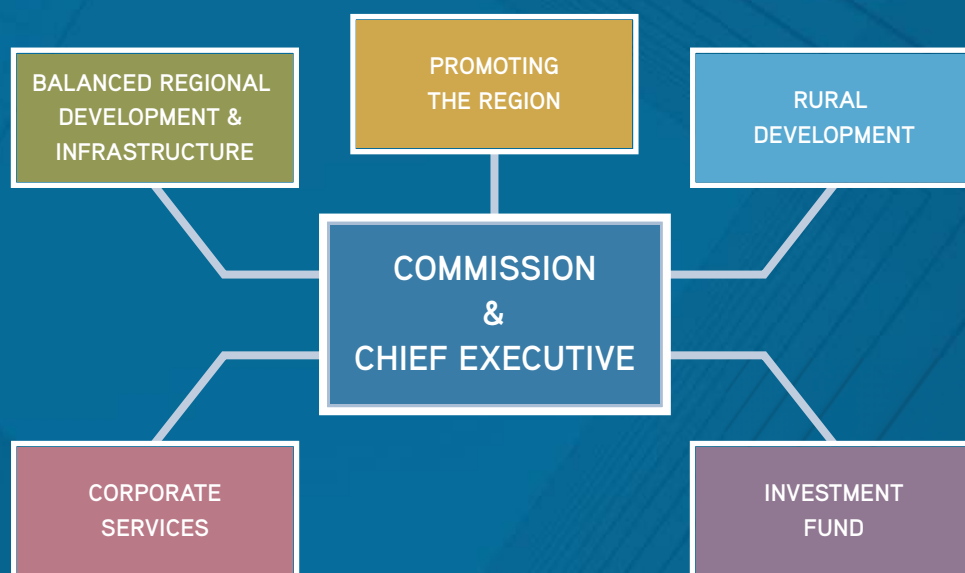 BALANCED REGIONAL
DEVELOPMENT &
INFRASTRUCTURE
PROMOTING
THE REGION
RURAL
DEVELOPMENT
COMMISSION
&
CHIEF EXECUTIVE
CORPORATE
SERVICES
INVESTMENT
FUND